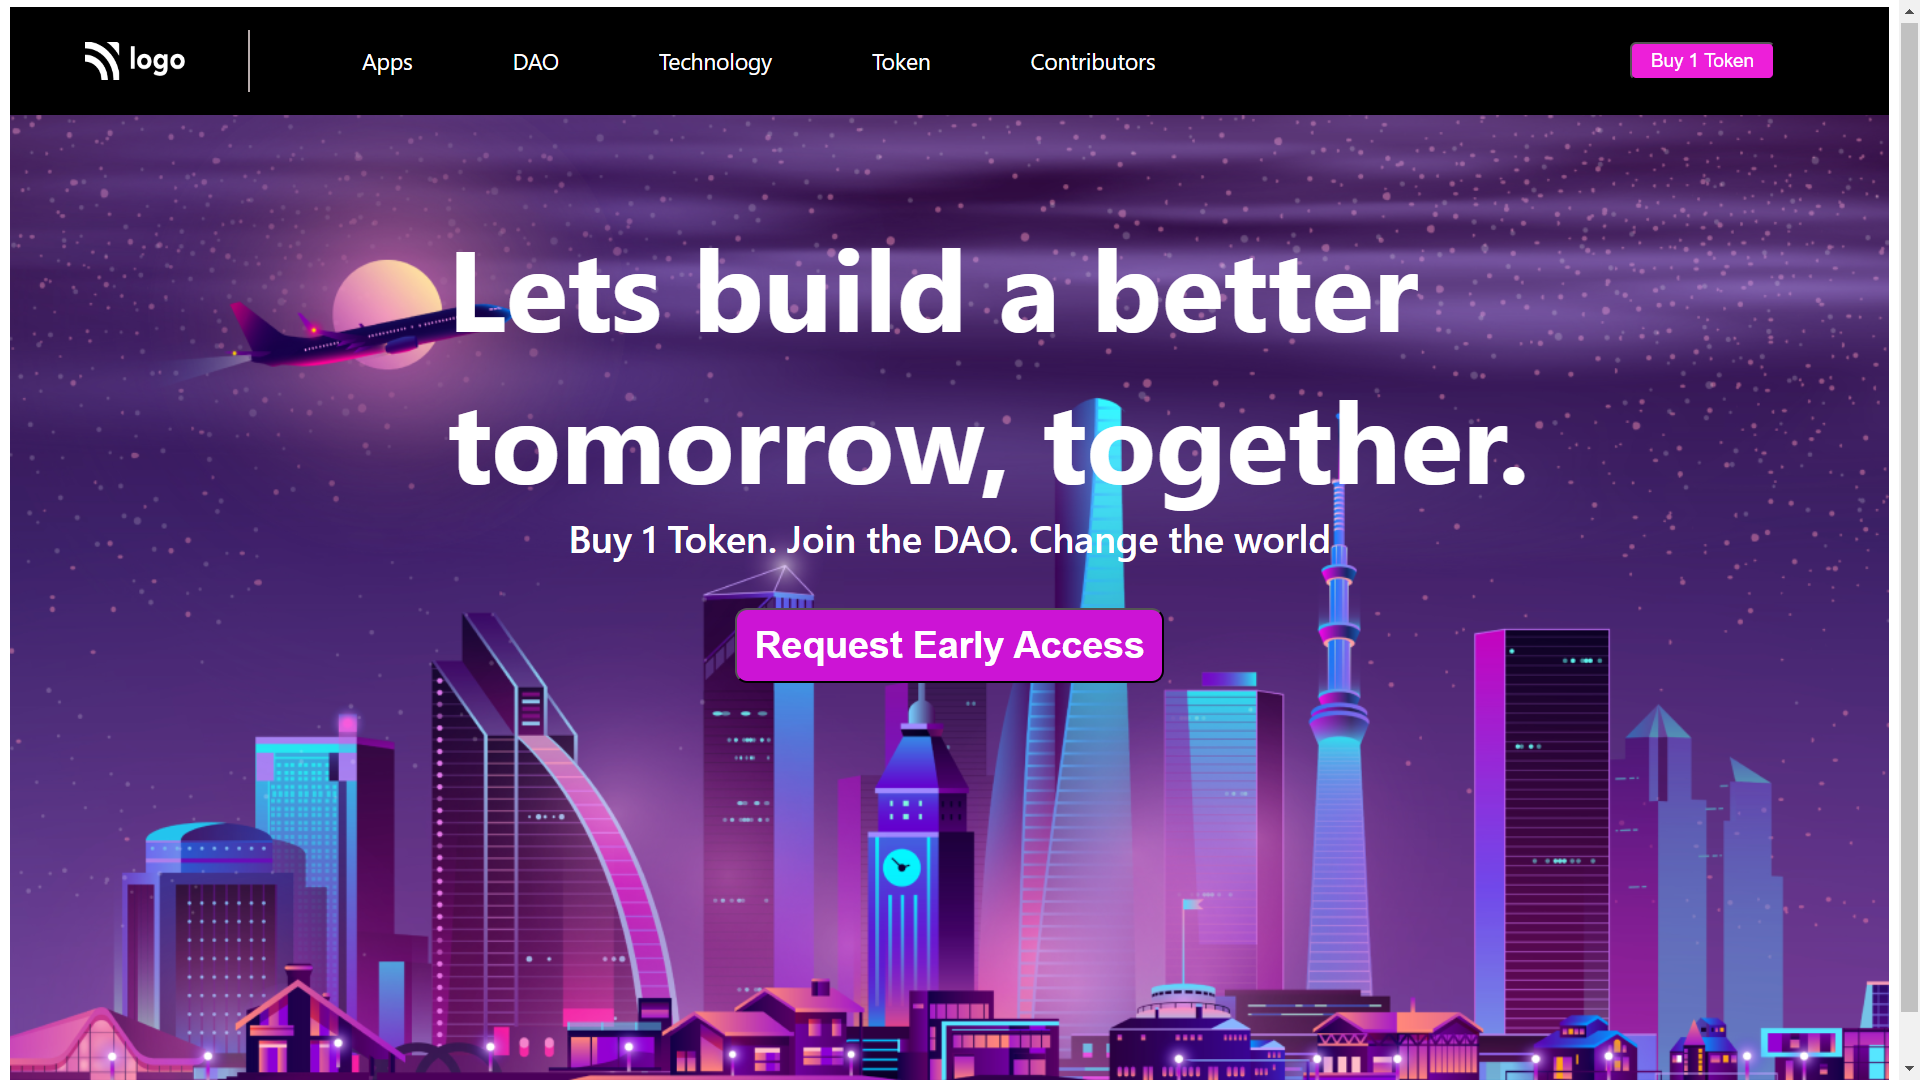 logo
Apps
DAO
Technology
Token
Contributors
Buy 1 Token
Lets build a better
tomorrow, together.
Buy 1 Token. Join the DAO. Change the world
Request Early Access